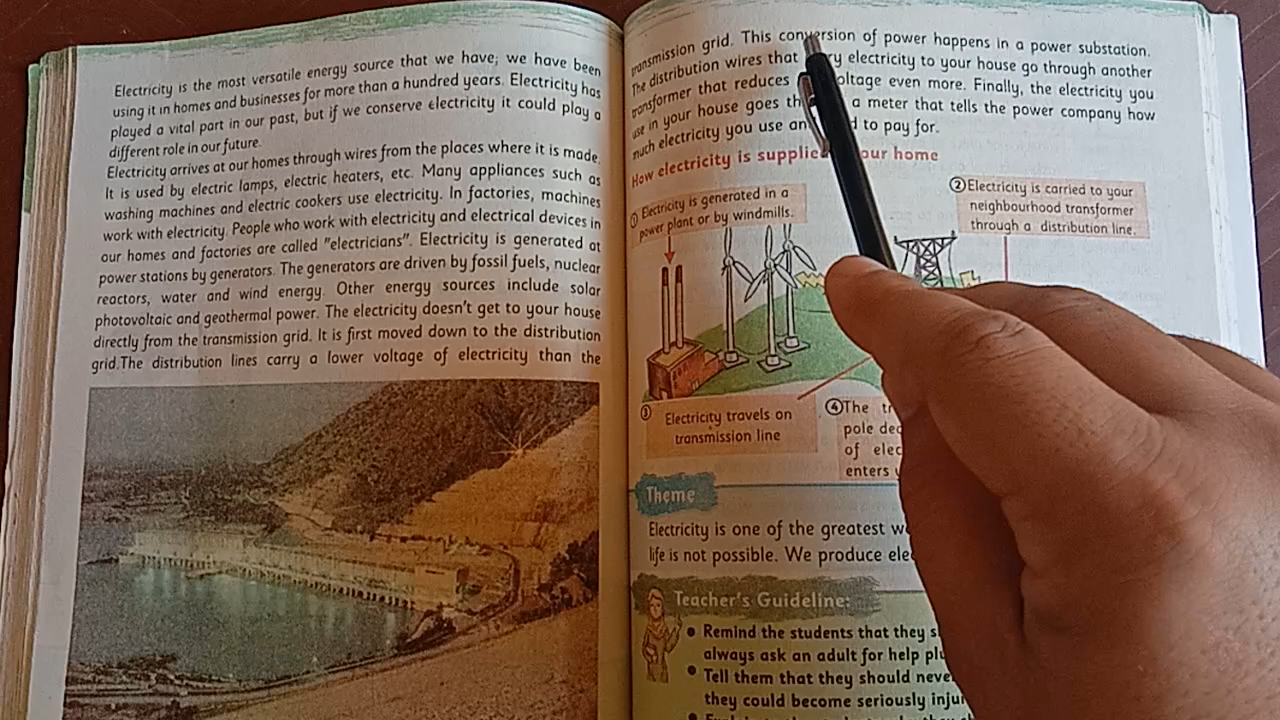 Electricity is the most versatile energy source that we have; we have been
using it in homes and businesses for more than a hundred years. Electricity has
played a vital part in our past, but if we conserve electricity it could play a
different role in our future.
Electricity arrives at our homes through wires from the places where it is made.
It is used by electric lamps, electric heaters, etc. Many appliances such as
washing machines and electric cookers use electricity. In factories, machines
work with electricity. People who work with electricity and electrical devices in
our homes and factories are called "electricians". Electricity is generated at
power stations by generators. The generators are driven by fossil fuels, nuclear
reactors, water and wind energy. Other energy sources include solar
photovoltaic and geothermal power. The electricity doesn't get to your house
directly from the transmission grid. It is first moved down to the distribution
grid.The distribution lines carry a lower voltage of electricity than the
transmission grid. This conversion of power happens in a power substation.
The distribution wires that ry electricity to your house go through another
transformer that reduces oltage even more. Finally, the electricity you
use in your house goes th a meter that tells the power company how
much electricity you use an d to pay for.
How electricity is supplie our home
① Electricity is generated in a
power plant or by windmills.
② Electricity is carried to your
neighbourhood transformer
through a distribution line.
③ Electricity travels on
transmission line
④ The tr
pole dec
of elec
enters
Theme
Electricity is one of the greatest w
life is not possible. We produce ele
Teacher's Guideline:
• Remind the students that they s
always ask an adult for help plu
• Tell them that they should neve
they could become seriously inju